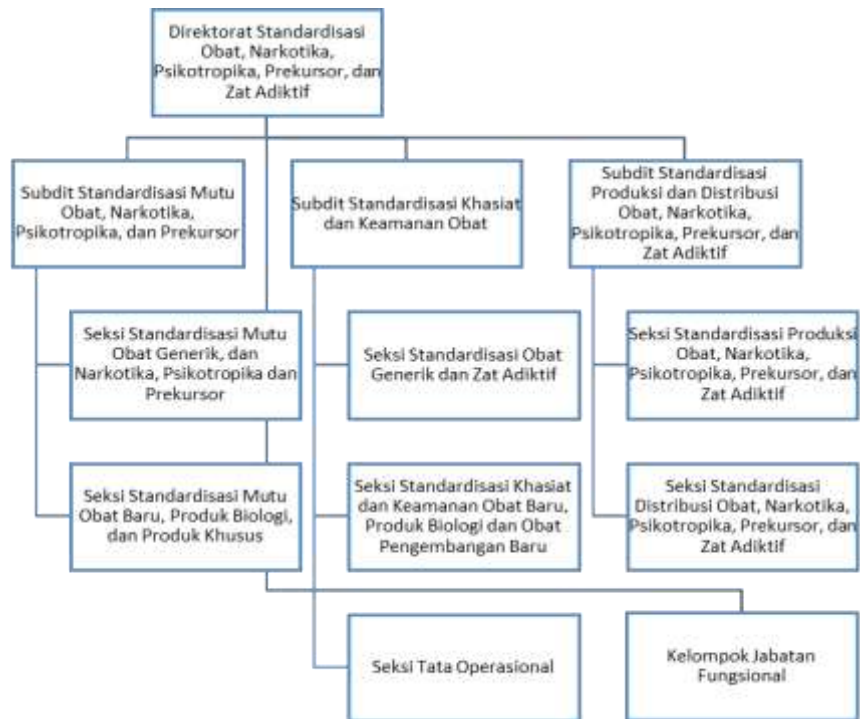 Direktorat Standardisasi
Obat, Narkotika,
Psikotropika, Prekursor, dan
Zat Adiktif
Subdit Standardisasi Mutu
Obat, Narkotika,
Psikotropika, dan Prekursor
Subdit Standardisasi Khasiat
dan Keamanan Obat
Subdit Standardisasi
Produksi dan Distribusi
Obat, Narkotika,
Psikotropika, Prekursor, dan
Zat Adiktif
Seksi Standardisasi Mutu
Obat Generik, dan
Narkotika, Psikotropika dan
Prekursor
Seksi Standardisasi Obat
Generik dan Zat Adiktif
Seksi Standardisasi Produksi
Obat, Narkotika,
Psikotropika, Prekursor, dan
Zat Adiktif
Seksi Standardisasi Mutu
Obat Baru, Produk Biologi,
dan Produk Khusus
Seksi Standardisasi Khasiat
dan Keamanan Obat Baru,
Produk Biologi dan Obat
Pengembangan Baru
Seksi Standardisasi
Distribusi Obat, Narkotika,
Psikotropika, Prekursor, dan
Zat Adiktif
Seksi Tata Operasional
Kelompok Jabatan
Fungsional